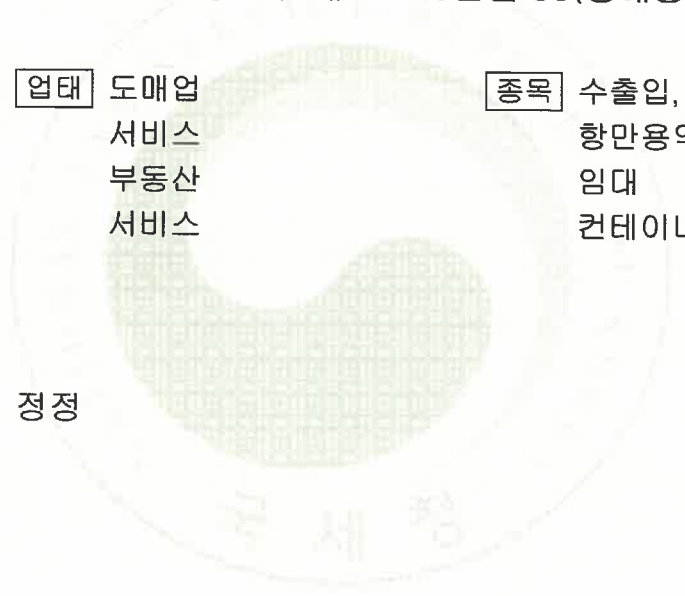 업태 도매업 종목 수출입,
서비스 항만용역
부동산 임대
서비스 컨테이너
정정
국세청